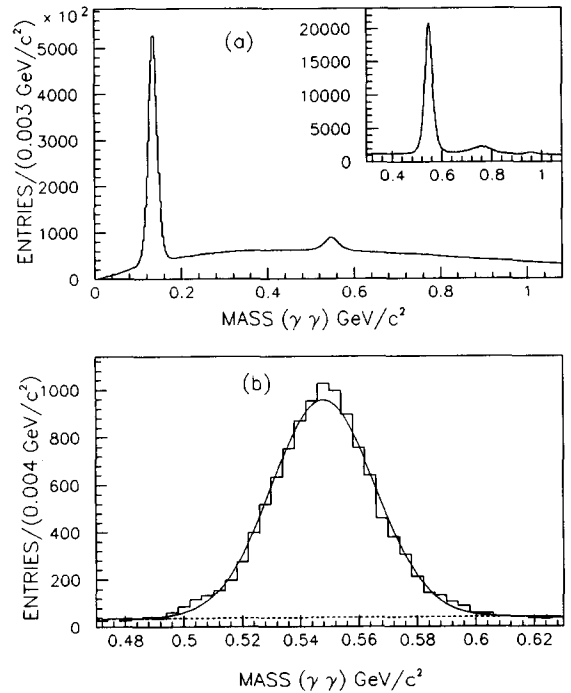 × 10²
ENTRIES/(0.003 GeV/c²)
5000
4000
3000
2000
1000
0
(a)
0 0.2 0.4 0.6 0.8 1
MASS (γ γ) GeV/c²
20000
15000
10000
5000
0
0.4 0.6 0.8 1
ENTRIES/(0.004 GeV/c²)
1000
800
600
400
200
0
(b)
0.48 0.5 0.52 0.54 0.56 0.58 0.6 0.62
MASS (γ γ) GeV/c²